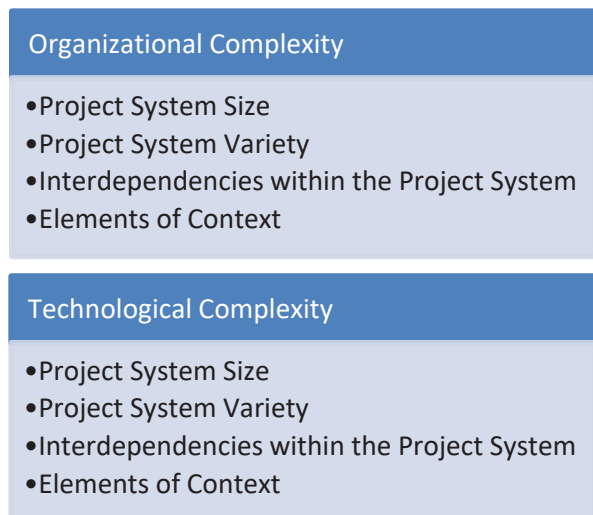 Organizational Complexity
•Project System Size
•Project System Variety
•Interdependencies within the Project System
•Elements of Context
Technological Complexity
•Project System Size
•Project System Variety
•Interdependencies within the Project System
•Elements of Context